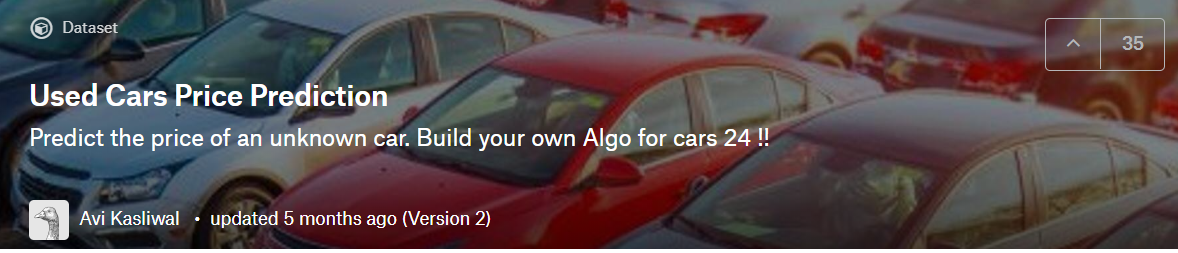 Dataset
35
Used Cars Price Prediction
Predict the price of an unknown car. Build your own Algo for cars 24 !!
Avi Kasliwal • updated 5 months ago (Version 2)